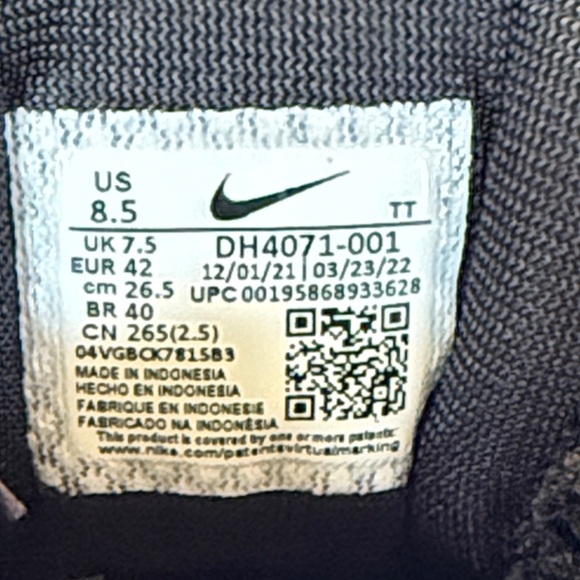 US
8.5
TT
UK 7.5
EUR 42
cm 26.5
BR 40
CN 265(2.5)
DH4071-001
12/01/21 | 03/23/22
UPC 00195868933628
04VGBCK7815B3
MADE IN INDONESIA
HECHO EN INDONESIA
FABRIQUE EN INDONESIE
FABRICADO NA INDONÉSIA
This product is covered by one or more patents.
www.nike.com/patentsvirtualmarking